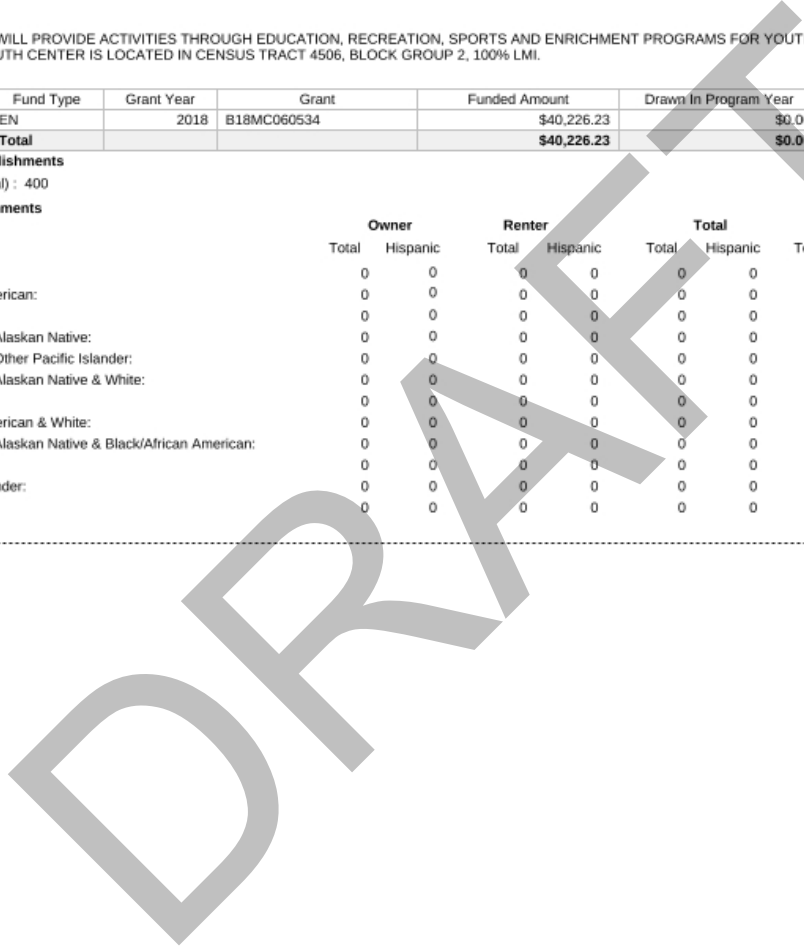 WILL PROVIDE ACTIVITIES THROUGH EDUCATION, RECREATION, SPORTS AND ENRICHMENT PROGRAMS FOR YOUT
UTH CENTER IS LOCATED IN CENSUS TRACT 4506, BLOCK GROUP 2, 100% LMI.
Fund Type Grant Year Grant Funded Amount Drawn In Program Year
EN 2018 B18MC060534 $40,226.23 $0.0
Total $40,226.23 $0.0
lishments
al) : 400
ments
Owner Renter Total
Total Hispanic Total Hispanic Total Hispanic To
0 0 0 0 0 0
erican: 0 0 0 0 0 0
0 0 0 0 0 0
Alaskan Native: 0 0 0 0 0 0
Other Pacific Islander: 0 0 0 0 0 0
Alaskan Native & White: 0 0 0 0 0 0
0 0 0 0 0 0
erican & White: 0 0 0 0 0 0
Alaskan Native & Black/African American: 0 0 0 0 0 0
0 0 0 0 0 0
nder: 0 0 0 0 0 0
0 0 0 0 0 0
DRAFT